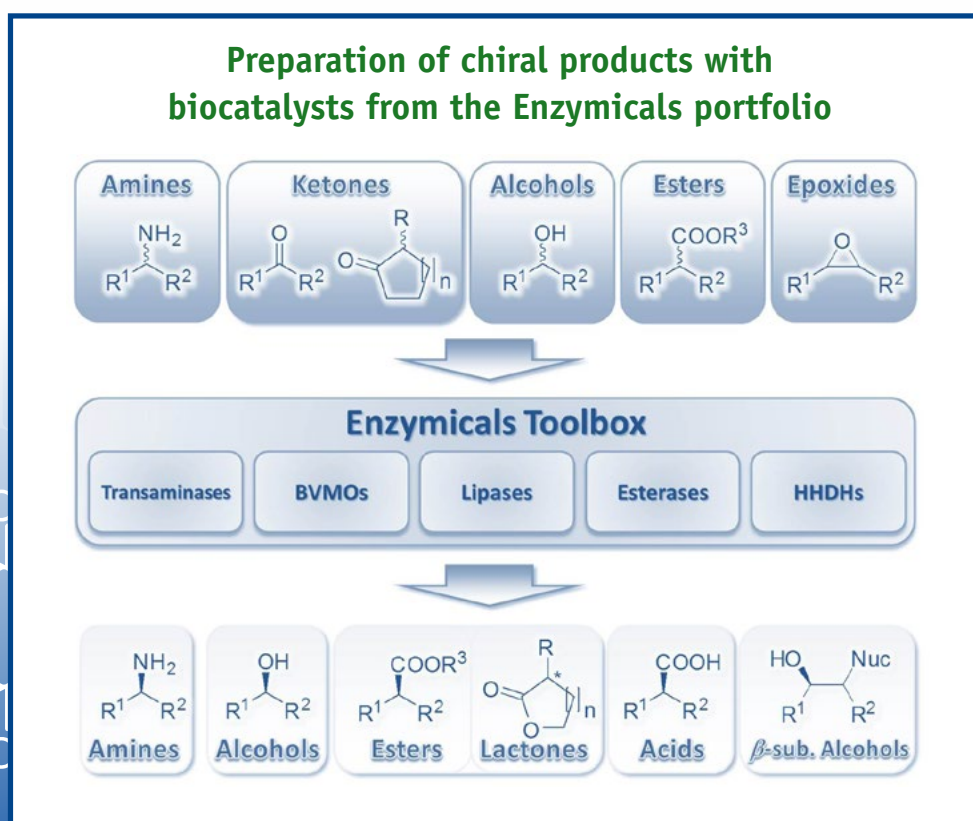 Preparation of chiral products with
biocatalysts from the Enzymicals portfolio
Amines
NH₂
R¹ R²
Ketones
O
R¹ R²
R
O
n
Alcohols
OH
R¹ R²
Esters
COOR³
R¹ R²
Epoxides
O
R¹ R²
Enzymicals Toolbox
Transaminases
BVMOs
Lipases
Esterases
HHDHs
NH₂
R¹ R²
Amines
OH
R¹ R²
Alcohols
COOR³
R¹ R²
Esters
R
*
O
O
n
Lactones
COOH
R¹ R²
Acids
HO Nuc
R¹ R²
β-sub. Alcohols